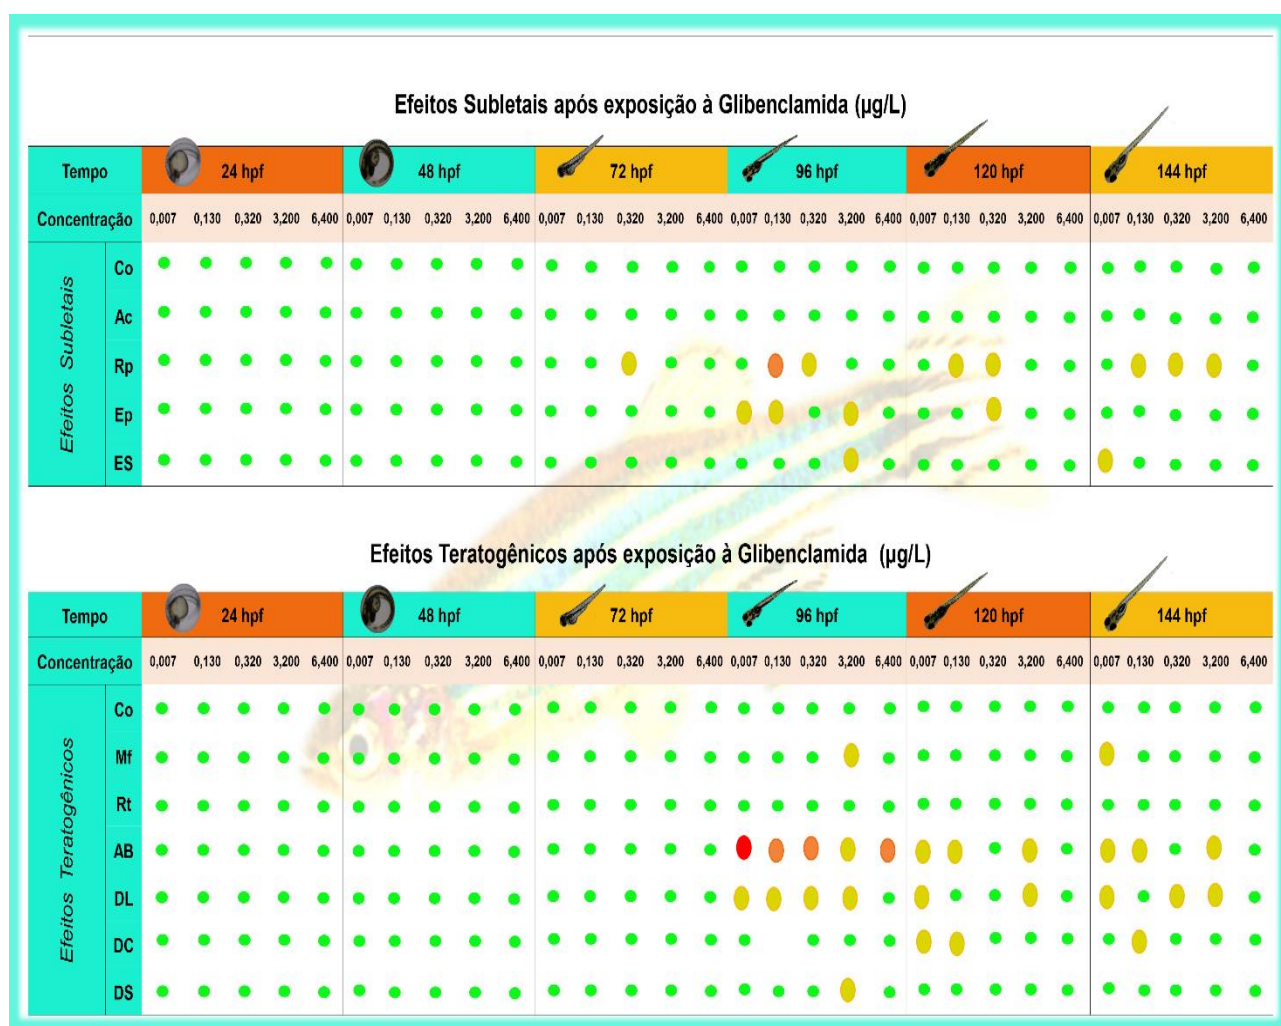 Efeitos Subletais após exposição à Glibenclamida (µg/L)
Tempo 24 hpf 48 hpf 72 hpf 96 hpf 120 hpf 144 hpf
Concentração 0,007 0,130 0,320 3,200 6,400 0,007 0,130 0,320 3,200 6,400 0,007 0,130 0,320 3,200 6,400 0,007 0,130 0,320 3,200 6,400 0,007 0,130 0,320 3,200 6,400 0,007 0,130 0,320 3,200 6,400
Efeitos Subletais
Co
Ac
Rp
Ep
ES
Efeitos Teratogênicos após exposição à Glibenclamida (µg/L)
Tempo 24 hpf 48 hpf 72 hpf 96 hpf 120 hpf 144 hpf
Concentração 0,007 0,130 0,320 3,200 6,400 0,007 0,130 0,320 3,200 6,400 0,007 0,130 0,320 3,200 6,400 0,007 0,130 0,320 3,200 6,400 0,007 0,130 0,320 3,200 6,400 0,007 0,130 0,320 3,200 6,400
Efeitos Teratogênicos
Co
Mf
Rt
AB
DL
DC
DS